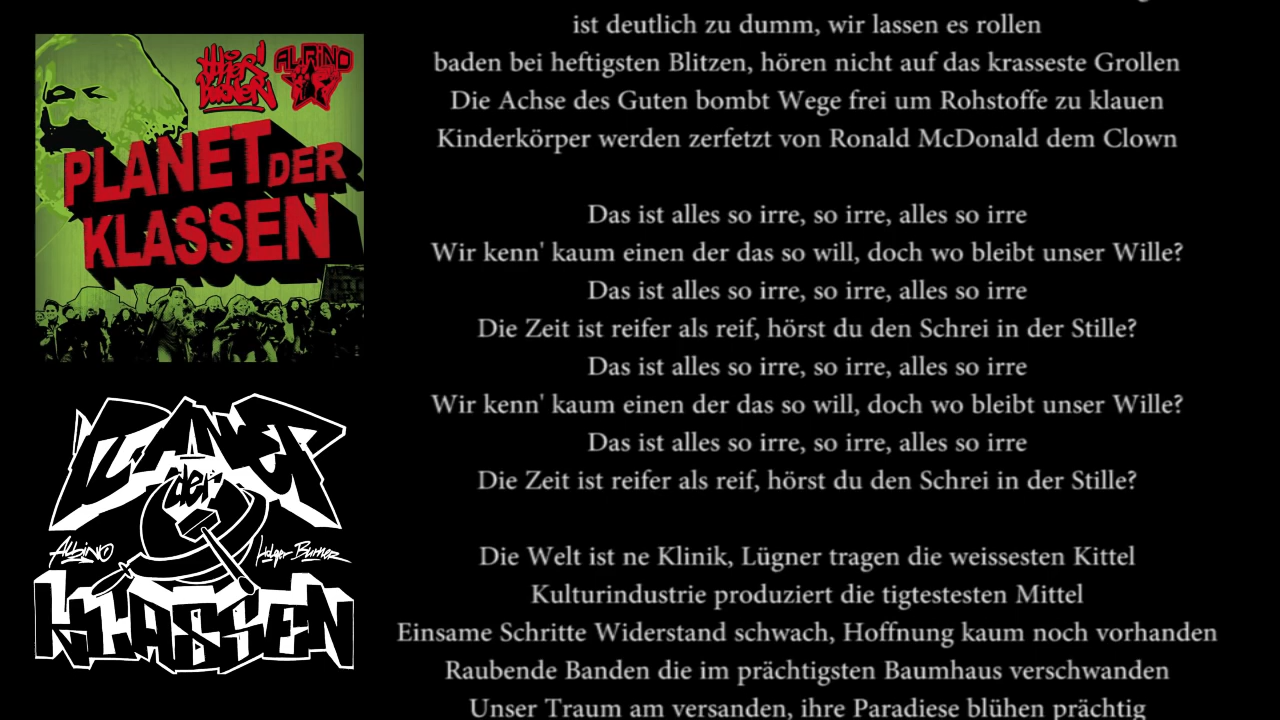 HOLGER
BURNER
ALBINO
PLANET DER
KLASSEN
PLANET
der
Albino
Holger Burner
KLASSEN
ist deutlich zu dumm, wir lassen es rollen
baden bei heftigsten Blitzen, hören nicht auf das krasseste Grollen
Die Achse des Guten bombt Wege frei um Rohstoffe zu klauen
Kinderkörper werden zerfetzt von Ronald McDonald dem Clown
Das ist alles so irre, so irre, alles so irre
Wir kenn' kaum einen der das so will, doch wo bleibt unser Wille?
Das ist alles so irre, so irre, alles so irre
Die Zeit ist reifer als reif, hörst du den Schrei in der Stille?
Das ist alles so irre, so irre, alles so irre
Wir kenn' kaum einen der das so will, doch wo bleibt unser Wille?
Das ist alles so irre, so irre, alles so irre
Die Zeit ist reifer als reif, hörst du den Schrei in der Stille?
Die Welt ist ne Klinik, Lügner tragen die weissesten Kittel
Kulturindustrie produziert die tigtestesten Mittel
Einsame Schritte Widerstand schwach, Hoffnung kaum noch vorhanden
Raubende Banden die im prächtigsten Baumhaus verschwanden
Unser Traum am versanden, ihre Paradiese blühen prächtig